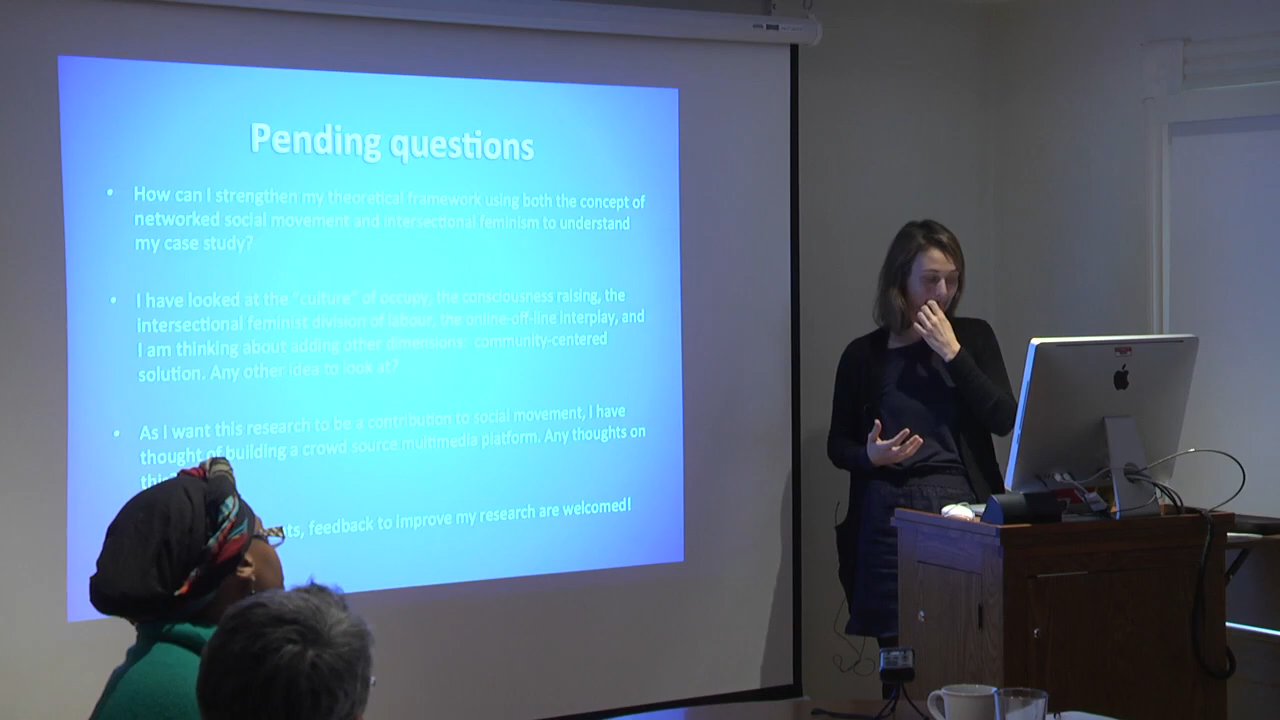 Pending questions
• How can I strengthen my theoretical framework using both the concept of
networked social movement and intersectional feminism to understand
my case study?
• I have looked at the "culture" of occupy, the consciousness raising, the
intersectional feminist division of labour, the online-off-line interplay, and
I am thinking about adding other dimensions: community-centered
solution. Any other idea to look at?
• As I want this research to be a contribution to social movement, I have
thought of building a crowd source multimedia platform. Any thoughts on
feedback to improve my research are welcomed!